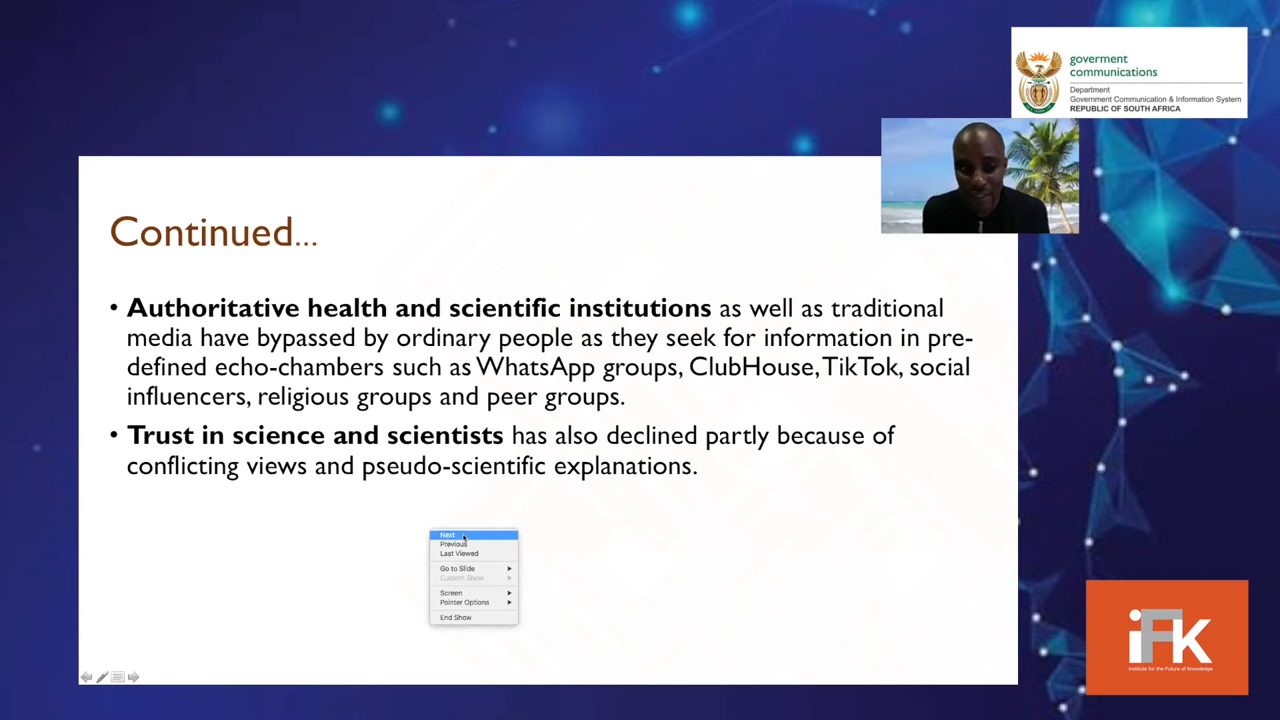 goverment
communications
Department
Government Communication & Information System
REPUBLIC OF SOUTH AFRICA
Continued...
• Authoritative health and scientific institutions as well as traditional
media have bypassed by ordinary people as they seek for information in pre-
defined echo-chambers such as WhatsApp groups, ClubHouse, TikTok, social
influencers, religious groups and peer groups.
• Trust in science and scientists has also declined partly because of
conflicting views and pseudo-scientific explanations.
Next
Previous
Last Viewed
Go to Slide
Custom Show
Screen
Pointer Options
End Show
iFK
Institute for the Future of Knowledge